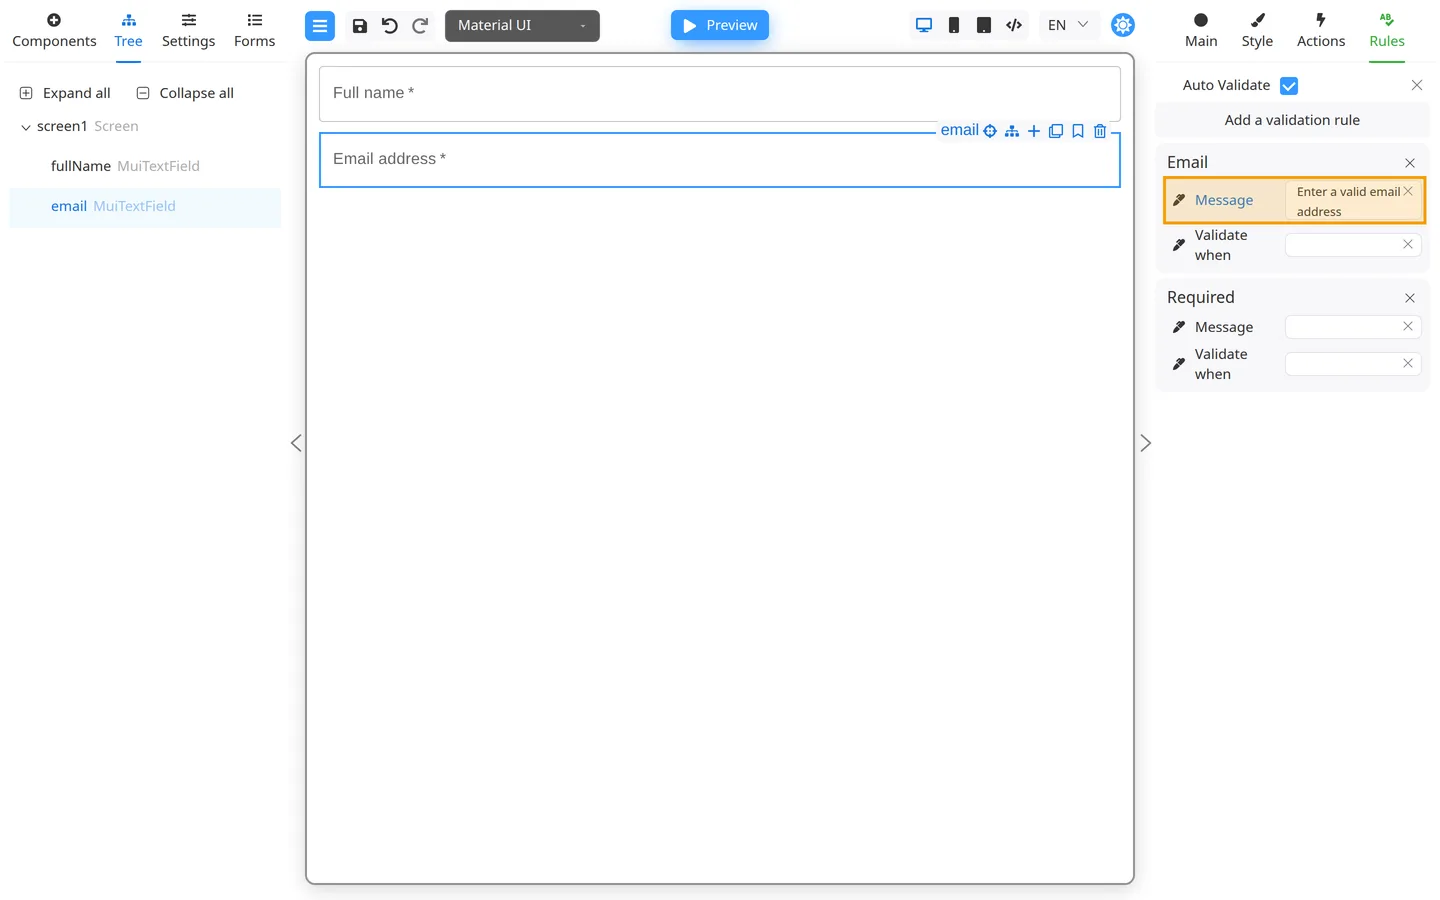 Components
Tree
Settings
Forms
Material UI
Preview
EN
Main
Style
Actions
Rules
Expand all
Collapse all
screen1 Screen
fullName MuiTextField
email MuiTextField
Full name *
email
Email address *
Auto Validate
Add a validation rule
Email
Message
Enter a valid email
address
Validate
when
Required
Message
Validate
when